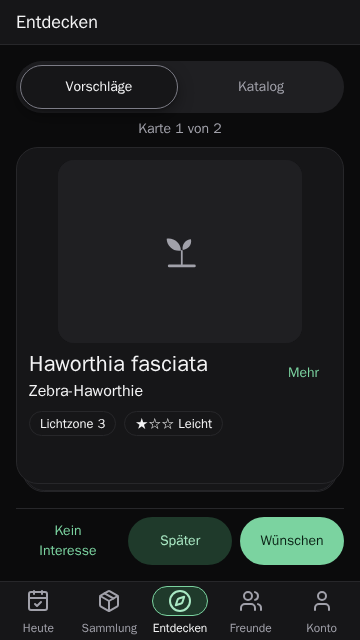 Entdecken
Vorschläge
Katalog
Karte 1 von 2
Haworthia fasciata
Mehr
Zebra-Haworthie
Lichtzone 3
★☆☆ Leicht
Kein
Interesse
Später
Wünschen
Heute
Sammlung
Entdecken
Freunde
Konto